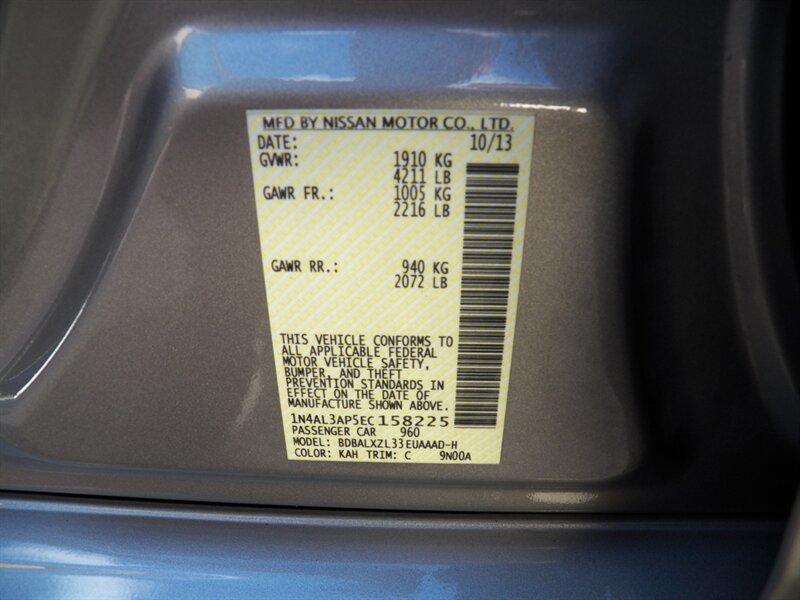 MFD BY NISSAN MOTOR CO., LTD.
DATE: 10/13
GVWR: 1910 KG
4211 LB
GAWR FR.: 1005 KG
2216 LB
GAWR RR.: 940 KG
2072 LB
THIS VEHICLE CONFORMS TO
ALL APPLICABLE FEDERAL
MOTOR VEHICLE SAFETY,
BUMPER, AND THEFT
PREVENTION STANDARDS IN
EFFECT ON THE DATE OF
MANUFACTURE SHOWN ABOVE.
1N4AL3AP5EC158225
PASSENGER CAR 960
MODEL: BDBALXZL33EUAAAD-H
COLOR: KAH TRIM: C 9N00A